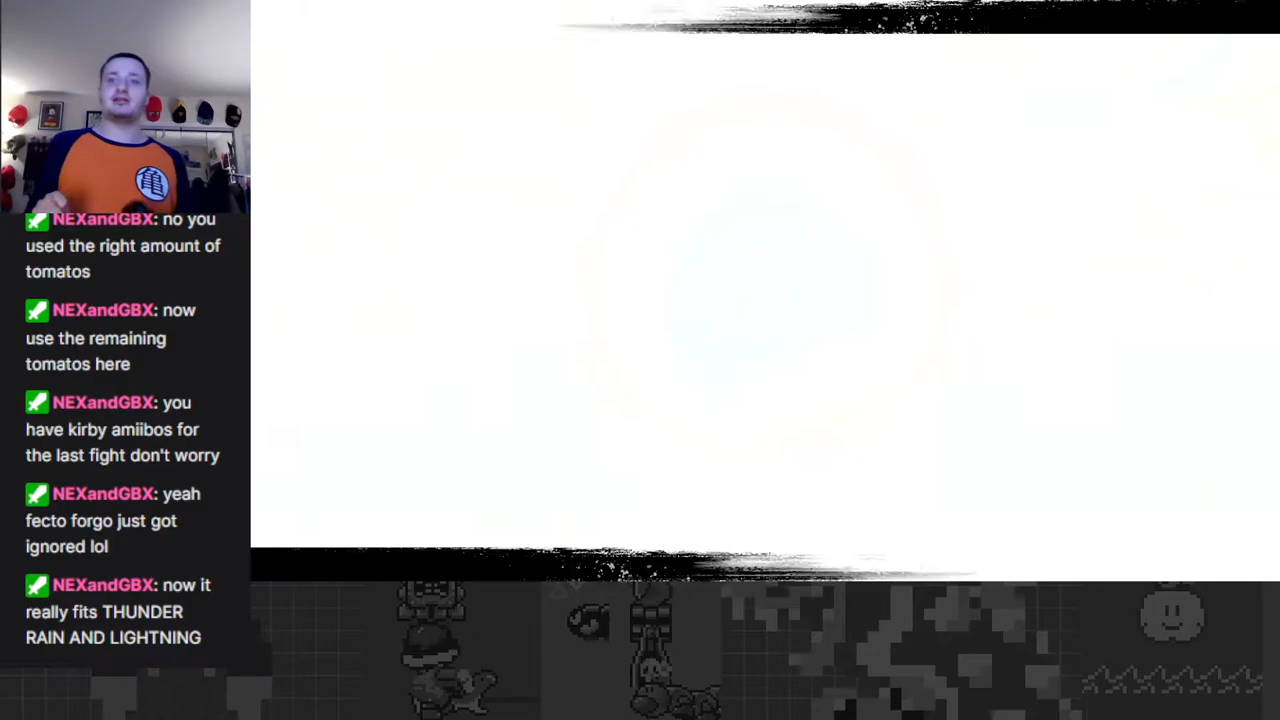 亀
NEXandGBX: no you
used the right amount of
tomatos
NEXandGBX: now
use the remaining
tomatos here
NEXandGBX: you
have kirby amiibos for
the last fight don't worry
NEXandGBX: yeah
fecto forgo just got
ignored lol
NEXandGBX: now it
really fits THUNDER
RAIN AND LIGHTNING